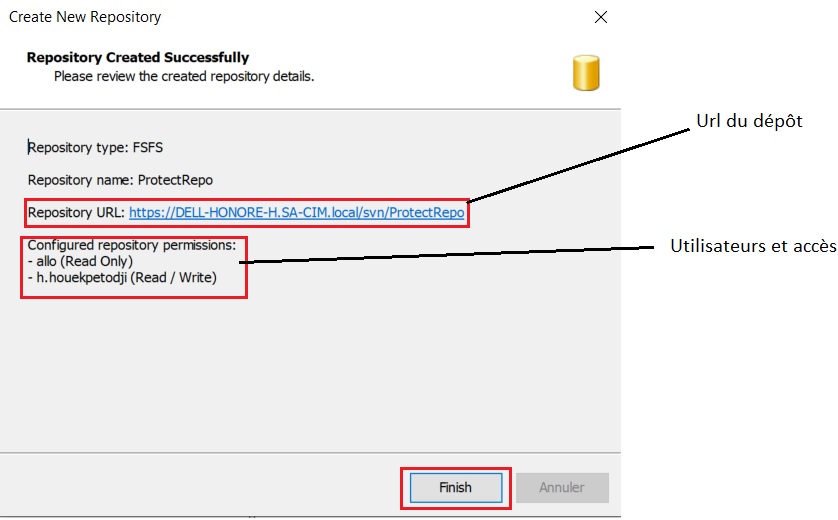 Create New Repository
Repository Created Successfully
Please review the created repository details.
Url du dépôt
Repository type: FSFS
Repository name: ProtectRepo
Repository URL: https://DELL-HONORE-H.SA-CIM.local/svn/ProtectRepo
Configured repository permissions:
Utilisateurs et accès
- allo (Read Only)
- h.houekpetodji (Read / Write)
Finish
Annuler